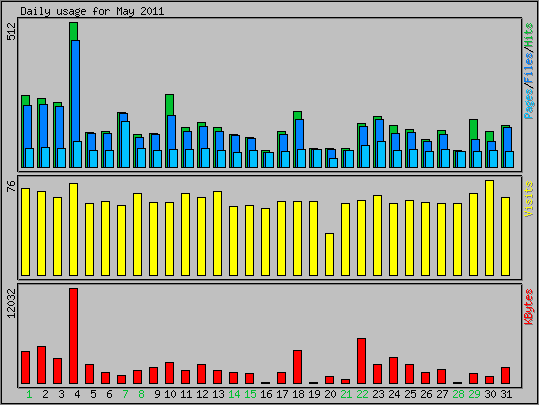 Daily usage for May 2011
512
Pages/Files/Hits
76
Visits
12032
KBytes
1 2 3 4 5 6 7 8 9 10 11 12 13 14 15 16 17 18 19 20 21 22 23 24 25 26 27 28 29 30 31